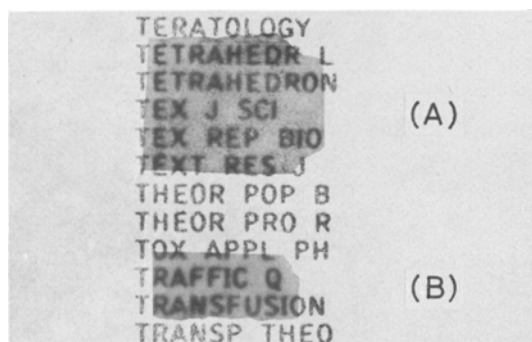 TERATOLOGY
TETRAHEDR L
TETRAHEDRON
TEX J SCI
(A)
TEX REP BIO
TEXT RES J
THEOR POP B
THEOR PRO R
TOX APPL PH
TRAFFIC Q
(B)
TRANSFUSION
TRANSP THEO